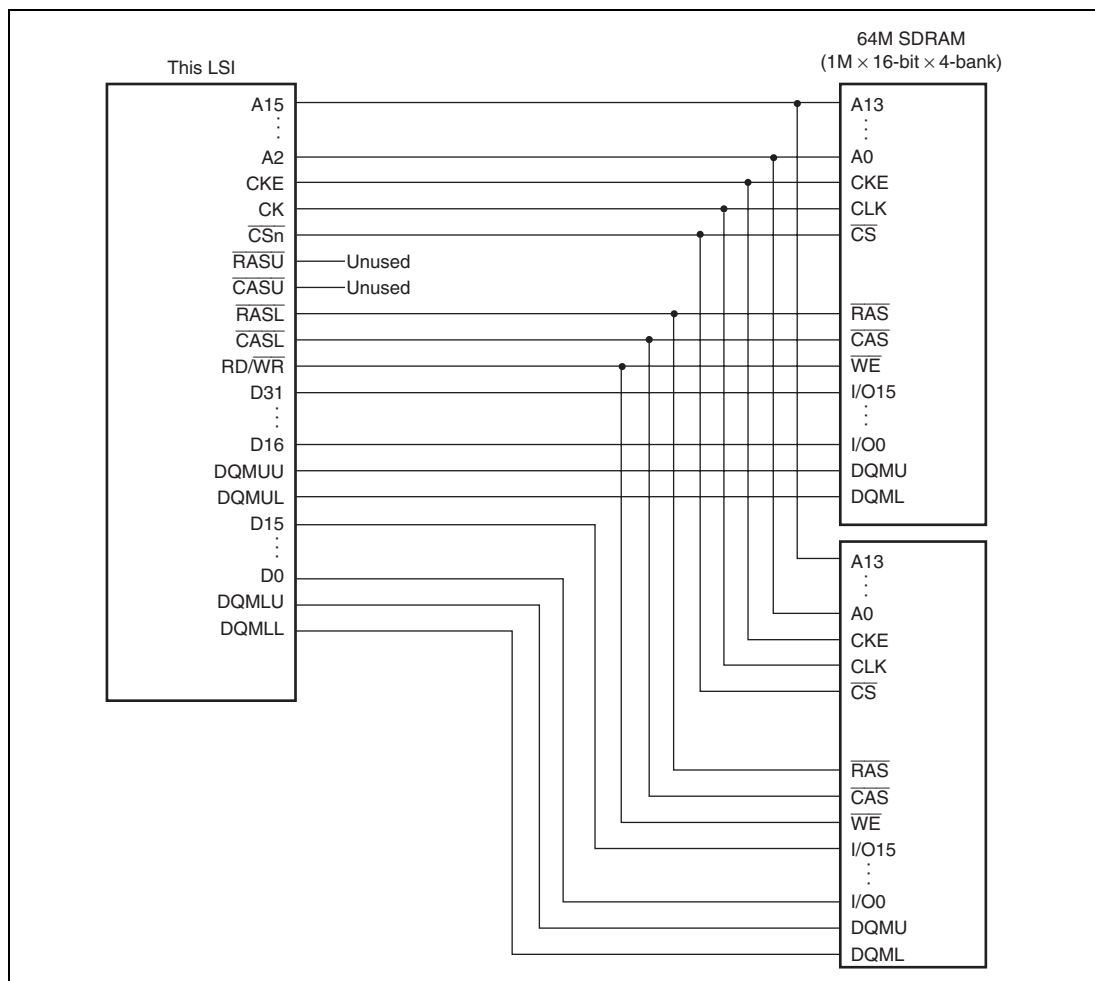 64M SDRAM
(1M × 16-bit × 4-bank)
This LSI
A15
A2
CKE
CK
CSn
RASU
CASU
RASL
CASL
RD/WR
D31
D16
DQMUU
DQMUL
D15
D0
DQMLU
DQMLL
Unused
Unused
A13
A0
CKE
CLK
CS
RAS
CAS
WE
I/O15
I/O0
DQMU
DQML
A13
A0
CKE
CLK
CS
RAS
CAS
WE
I/O15
I/O0
DQMU
DQML